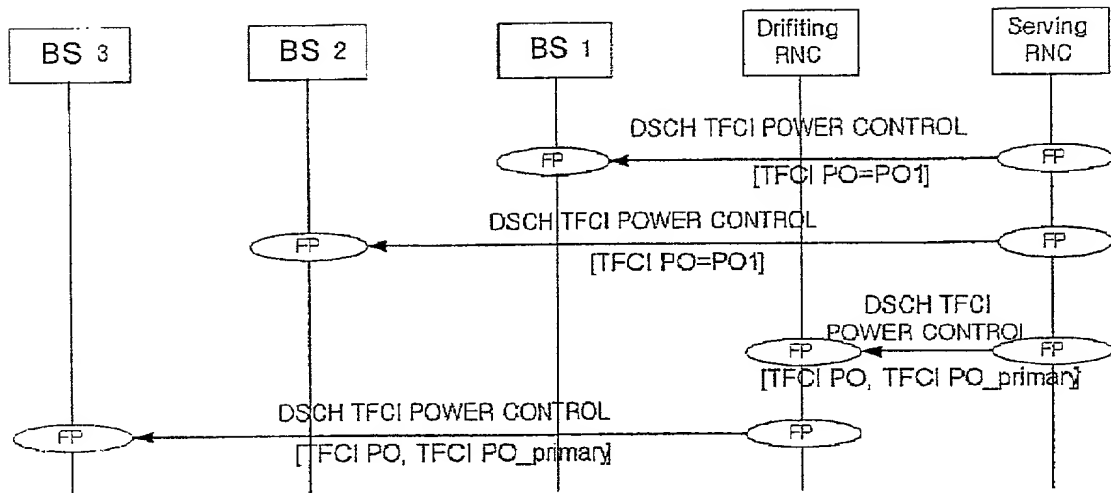 BS 3
BS 2
BS 1
Drifiting
RNC
Serving
RNC
DSCH TFCI POWER CONTROL
FP
FP
[TFCI PO=PO1]
DSCH TFCI POWER CONTROL
FP
FP
[TFCI PO=PO1]
DSCH TFCI
POWER CONTROL
FP
FP
[TFCI PO, TFCI PO_primary]
DSCH TFCI POWER CONTROL
FP
FP
[TFCI PO, TFCI PO_primary]